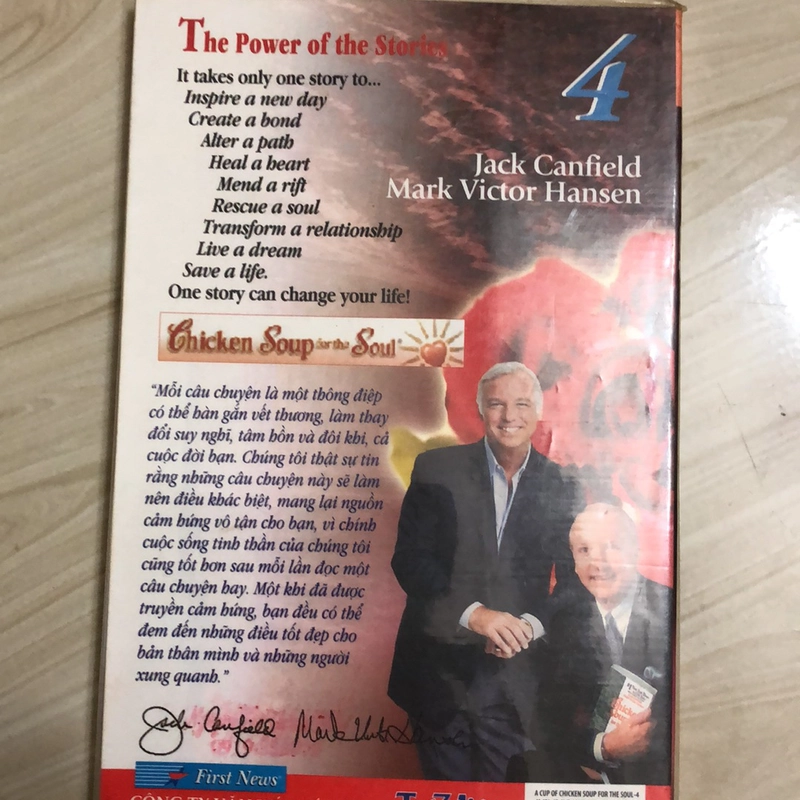 The Power of the Stories
It takes only one story to...
Inspire a new day
Create a bond
Alter a path
Heal a heart
Mend a rift
Rescue a soul
Transform a relationship
Live a dream
Save a life.
One story can change your life!
4
Jack Canfield
Mark Victor Hansen
Chicken Soup for the Soul®
“Mỗi câu chuyện là một thông điệp
có thể hàn gắn vết thương, làm thay
đổi suy nghĩ, tâm hồn và đôi khi, cả
cuộc đời bạn. Chúng tôi thật sự tin
rằng những câu chuyện này sẽ làm
nên điều khác biệt, mang lại nguồn
cảm hứng vô tận cho bạn, vì chính
cuộc sống tinh thần của chúng tôi
cũng tốt hơn sau mỗi lần đọc một
câu chuyện hay. Một khi đã được
truyền cảm hứng, bạn đều có thể
đem đến những điều tốt đẹp cho
bản thân mình và những người
xung quanh.”
Jack Canfield Mark Victor Hansen
First News
A CUP OF CHICKEN SOUP FOR THE SOUL-4